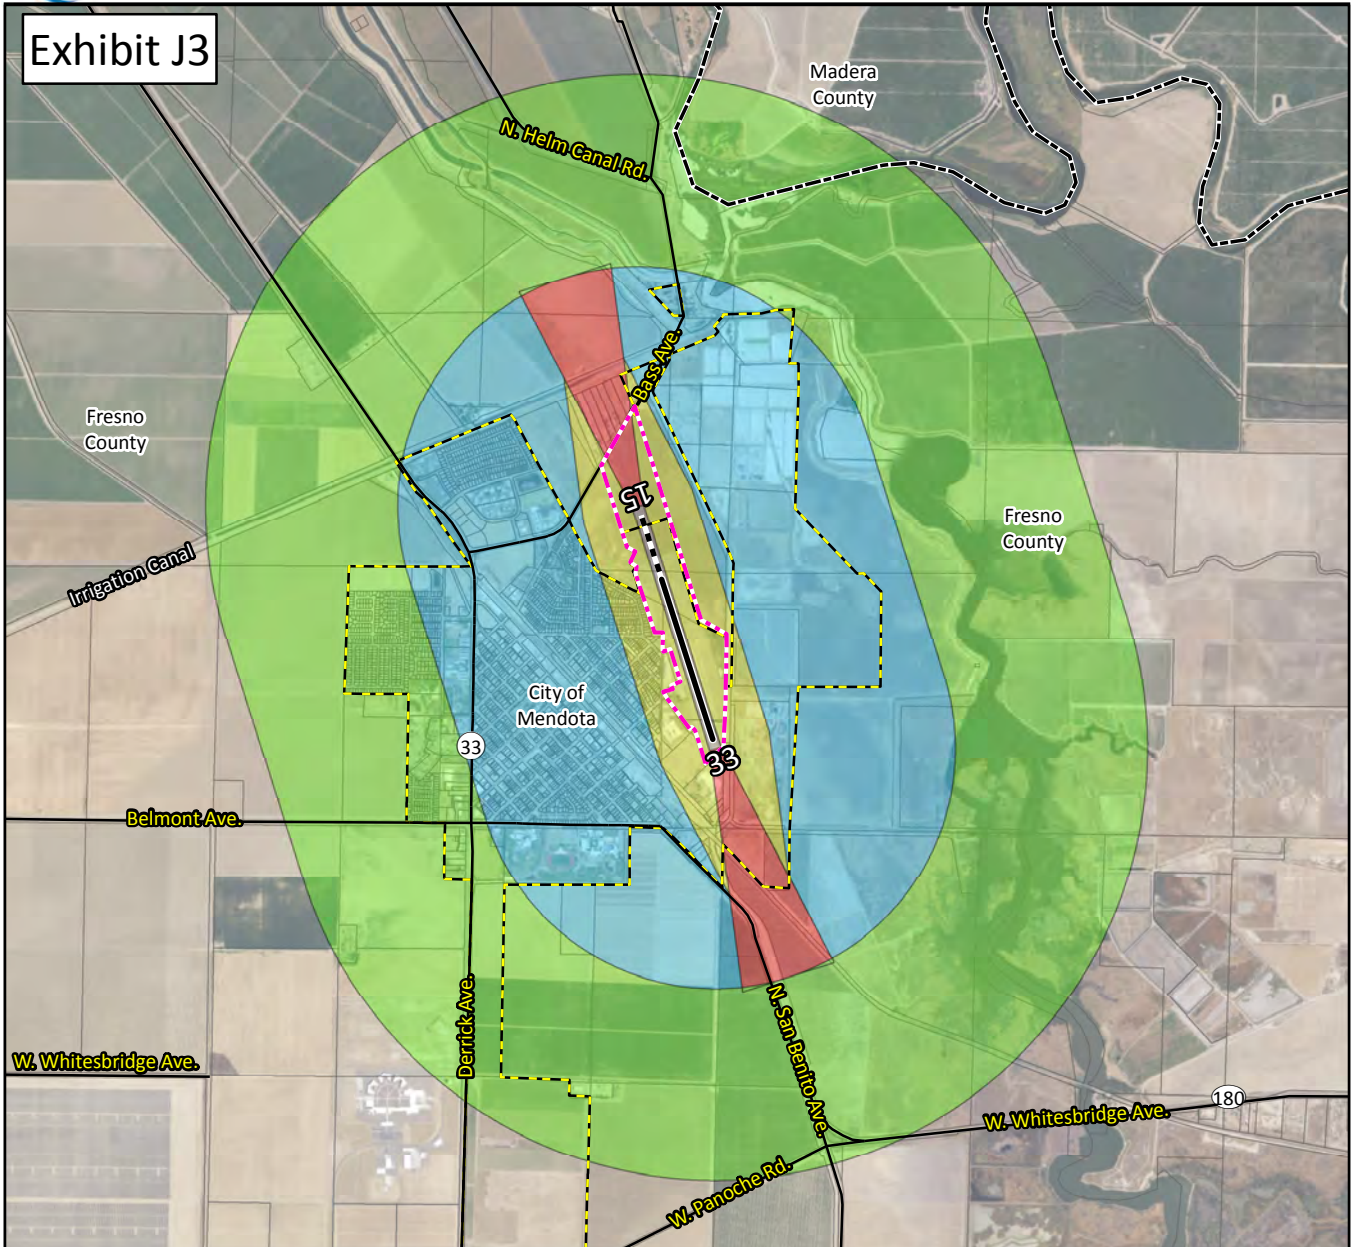 Exhibit J3
Madera
County
N. Helm Canal Rd.
Bass Ave.
Fresno
County
15
Fresno
County
Irrigation Canal
City of
Mendota
33
33
Belmont Ave.
Derrick Ave.
N. San Benito Ave.
W. Whitesbridge Ave.
180
W. Whitesbridge Ave.
W. Panoche Rd.